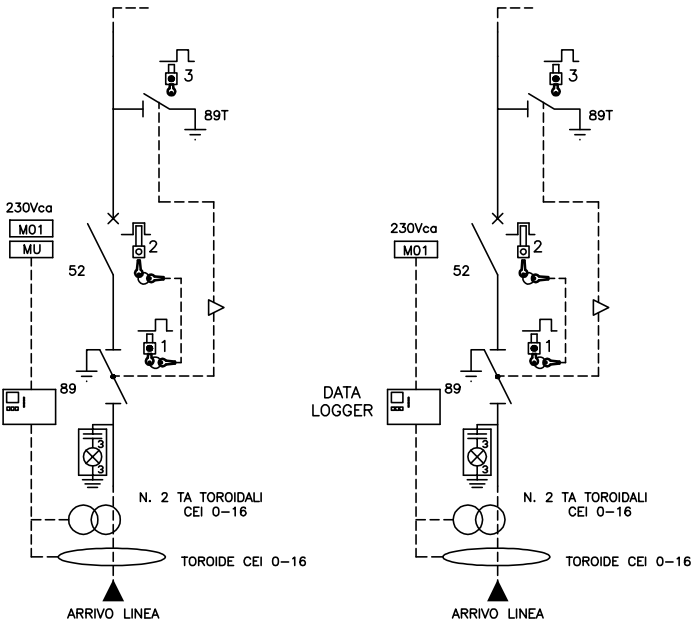 3
89T
230Vca
M01
MU
2
52
1
89
3
3
N. 2 TA TOROIDALI
CEI 0-16
TOROIDE CEI 0-16
ARRIVO LINEA
3
89T
230Vca
M01
2
52
1
DATA
LOGGER
89
3
3
N. 2 TA TOROIDALI
CEI 0-16
TOROIDE CEI 0-16
ARRIVO LINEA